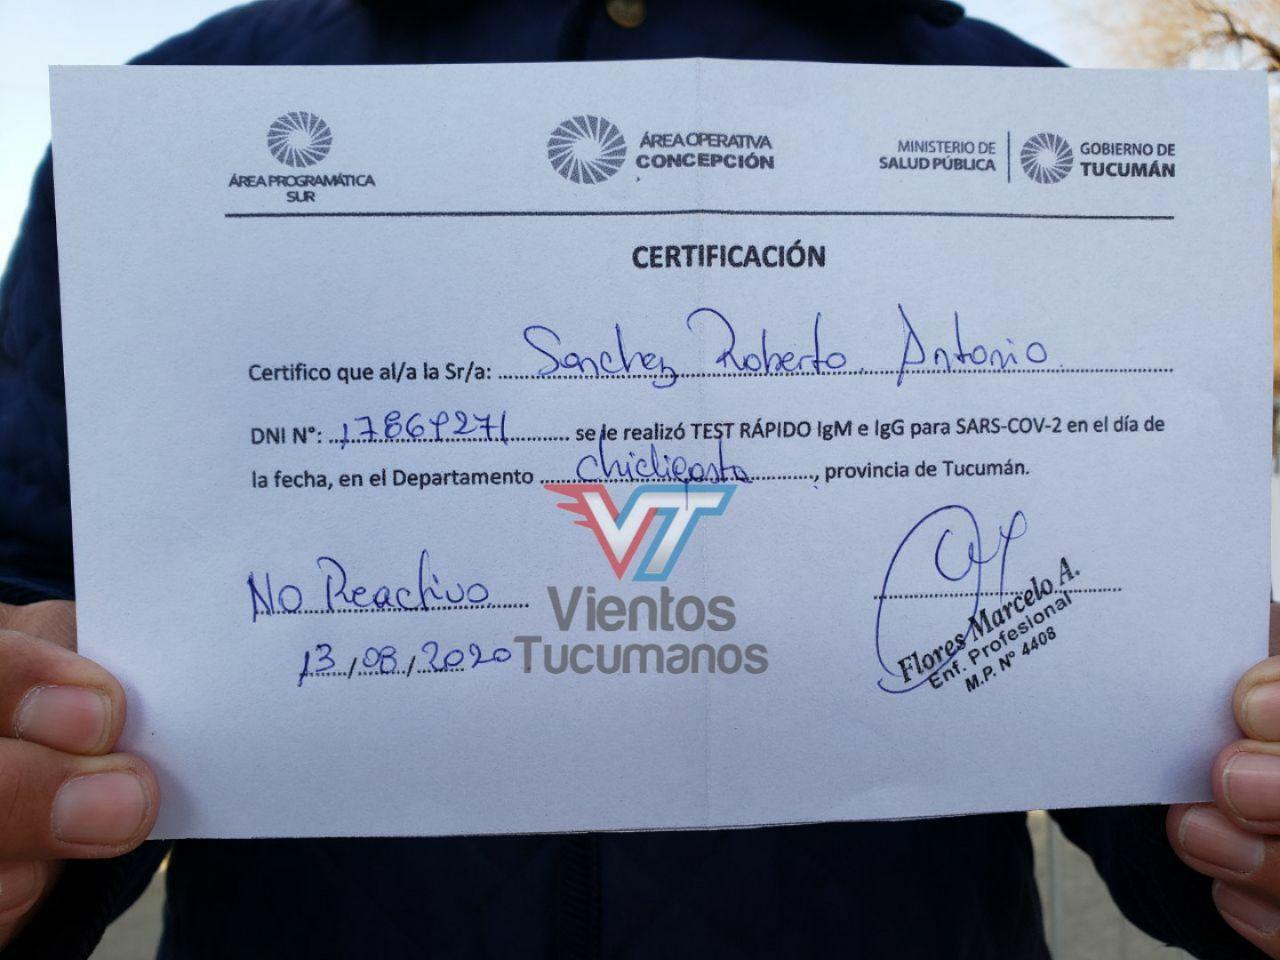 ÁREA PROGRAMÁTICA
SUR
ÁREA OPERATIVA
CONCEPCIÓN
MINISTERIO DE
SALUD PÚBLICA
GOBIERNO DE
TUCUMÁN
CERTIFICACIÓN
Certifico que al/a la Sr/a: Sanchez Roberto Antonio
DNI N°: 17869271 se le realizó TEST RÁPIDO IgM e IgG para SARS-COV-2 en el día de
la fecha, en el Departamento chicligasta, provincia de Tucumán.
No Reactivo
13/08/2020
VT
Vientos
Tucumanos
Flores Marcelo A.
Enf. Profesional
M.P. N° 4408